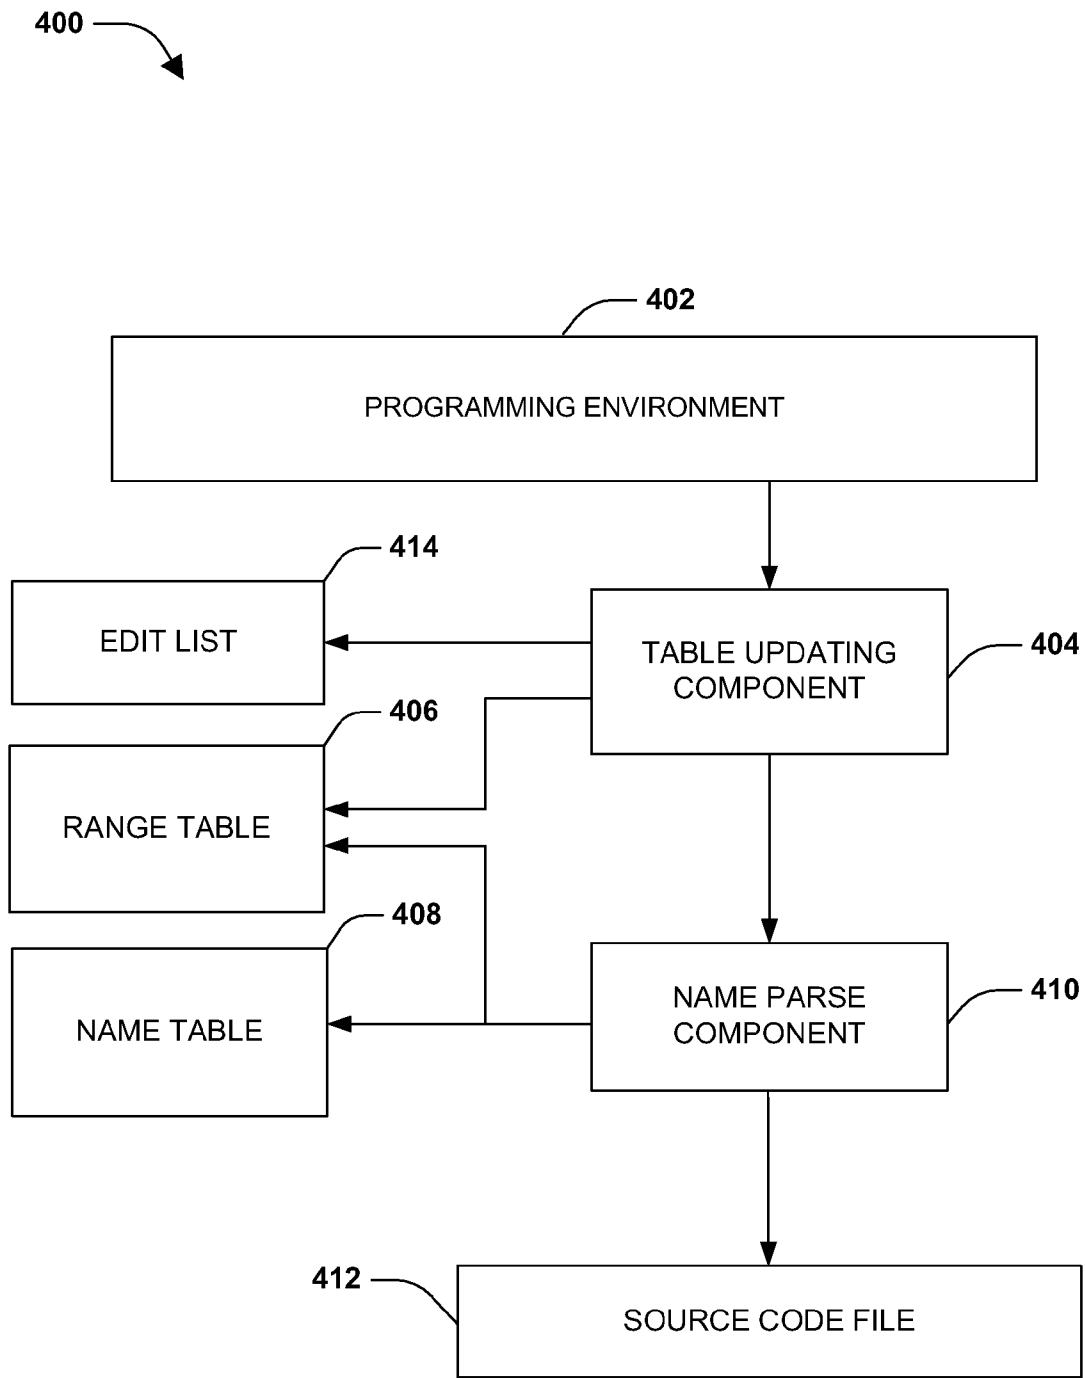 400
402
PROGRAMMING ENVIRONMENT
414
EDIT LIST
TABLE UPDATING
COMPONENT
404
406
RANGE TABLE
408
NAME TABLE
NAME PARSE
COMPONENT
410
412
SOURCE CODE FILE